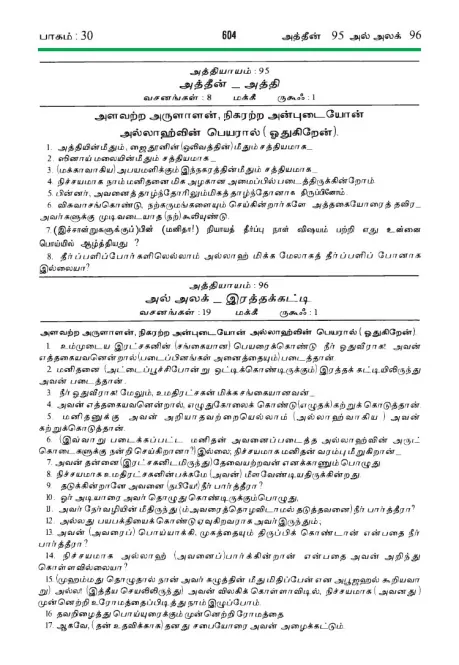 பாகம் : 30 604 அத்தீன் 95 அல் அலக் 96
அத்தியாயம் : 95
அத்தீன் _ அத்தி
வசனங்கள் : 8 மக்கீ ருகூஃ : 1
அளவற்ற அருளாளன், நிகரற்ற அன்புடையோன்
அல்லாஹ்வின் பெயரால் ( ஓதுகிறேன்).
1. அத்தியின்மீதும், ஜைதூனின் (ஒலிவத்தின்) மீதும் சத்தியமாக_
2. ஸினாய் மலையின்மீதும் சத்தியமாக_
3. (மக்காவாகிய) அபயமளிக்கும் இந்நகரத்தின்மீதும் சத்தியமாக_
4. நிச்சயமாக நாம் மனிதனை மிக அழகான அமைப்பில் படைத்திருக்கின்றோம்.
5. பின்னர், அவனைத் தாழ்ந்தோரிலும் மிகத் தாழ்ந்தோனாக திருப்பினோம்.
6. விசுவாசங்கொண்டு, நற்கருமங்களையும் செய்கின்றார்களே அத்தகையோரைத் தவிர_
அவர்களுக்கு முடிவடையாத (நற்) கூலியுண்டு.
7. (இச்சான்றுகளுக்குப்)பின் (மனிதா!) நியாயத் தீர்ப்பு நாள் விஷயம் பற்றி எது உன்னை
பொய்யில் ஆழ்த்தியது ?
8. தீர்ப்பளிப்போர்களிலெல்லாம் அல்லாஹ் மிக்க மேலாகத் தீர்ப்பளிப் போனாக
இல்லையா?
அத்தியாயம் : 96
அல் அலக் _ இரத்தக்கட்டி
வசனங்கள் : 19 மக்கீ ருகூஃ : 1
அளவற்ற அருளாளன், நிகரற்ற அன்புடையோன் அல்லாஹ்வின் பெயரால் ( ஓதுகிறேன்).
1. உம்முடைய இரட்சகனின் (சங்கையான) பெயரைக்கொண்டு நீர் ஓதுவீராக! அவன்
எத்தகையவனென்றால் (படைப்பினங்கள் அனைத்தையும்) படைத்தான்.
2. மனிதனை (அட்டைப்பூச்சிபோன்று ஒட்டிக்கொண்டிருக்கும்) இரத்தக் கட்டியிலிருந்து
அவன் படைத்தான்.
3. நீர் ஓதுவீராக! மேலும், உமதிரட்சகன் மிக்க சங்கையானவன்_
4. அவன் எத்தகையவனென்றால், எழுதுகோலைக் கொண்டு (எழுதக்) கற்றுக் கொடுத்தான்
5. மனிதனுக்கு அவன் அறியாதவற்றையெல்லாம் (அல்லாஹ்வாகிய ) அவன்
கற்றுக்கொடுத்தான்.
6. (இவ்வாறு படைக்கப்பட்ட மனிதன் அவனைப்படைத்த அல்லாஹ்வின் அருட்
கொடைகளுக்கு நன்றி செய்கிறானா?) இல்லை, நிச்சயமாக மனிதன் வரம்பு மீறுகின்றான்_
7. அவன் தன்னை (இரட்சகனிடமிருந்து) தேவையற்றவன் எனக்காணும்பொழுது
8. நிச்சயமாக உமதிரட்சகனின்பக்கமே (அவன்) மீளவேண்டியதிருக்கின்றது.
9. தடுக்கின்றானே அவனை (நபியே!) நீர் பார்த்தீரா ?
10. ஓர் அடியாரை அவர் தொழுது கொண்டிருக்கும்பொழுது,
11. அவர் நேர்வழியின் மீதிருந்து (ம் அவரைத்தொழவிடாமல் தடுத்தவனை) நீர் பார்த்தீரா?
12. அல்லது பயபக்தியைக் கொண்டு ஏவுகிறவராக அவர் இருந்தும்,
13. அவன் (அவரைப்) பொய்யாக்கி, முகத்தையும் திருப்பிக் கொண்டான் என்பதை நீர்
பார்த்தீரா ?
14. நிச்சயமாக அல்லாஹ் (அவனைப்)பார்க்கின்றான் என்பதை அவன் அறிந்து
கொள்ளவில்லையா?
15. (முஹம்மது தொழுதால் நான் அவர் கழுத்தின் மீது மிதிப்பேன் என அபூஜஹல் கூறியவா
று) அல்ல! (இத்தீய செயலிலிருந்து) அவன் விலகிக் கொள்ளாவிடில், நிச்சயமாக (அவனது )
முன்னெற்றி உரோமத்தைப்பிடித்து நாம் இழுப்போம்.
16 தவறிழைத்து பொய்யுரைக்கும் முன்னெற்றி ரோமத்தை.
17. ஆகவே, (தன் உதவிக்காக) தனது சபையோரை அவன் அழைக்கட்டும்.